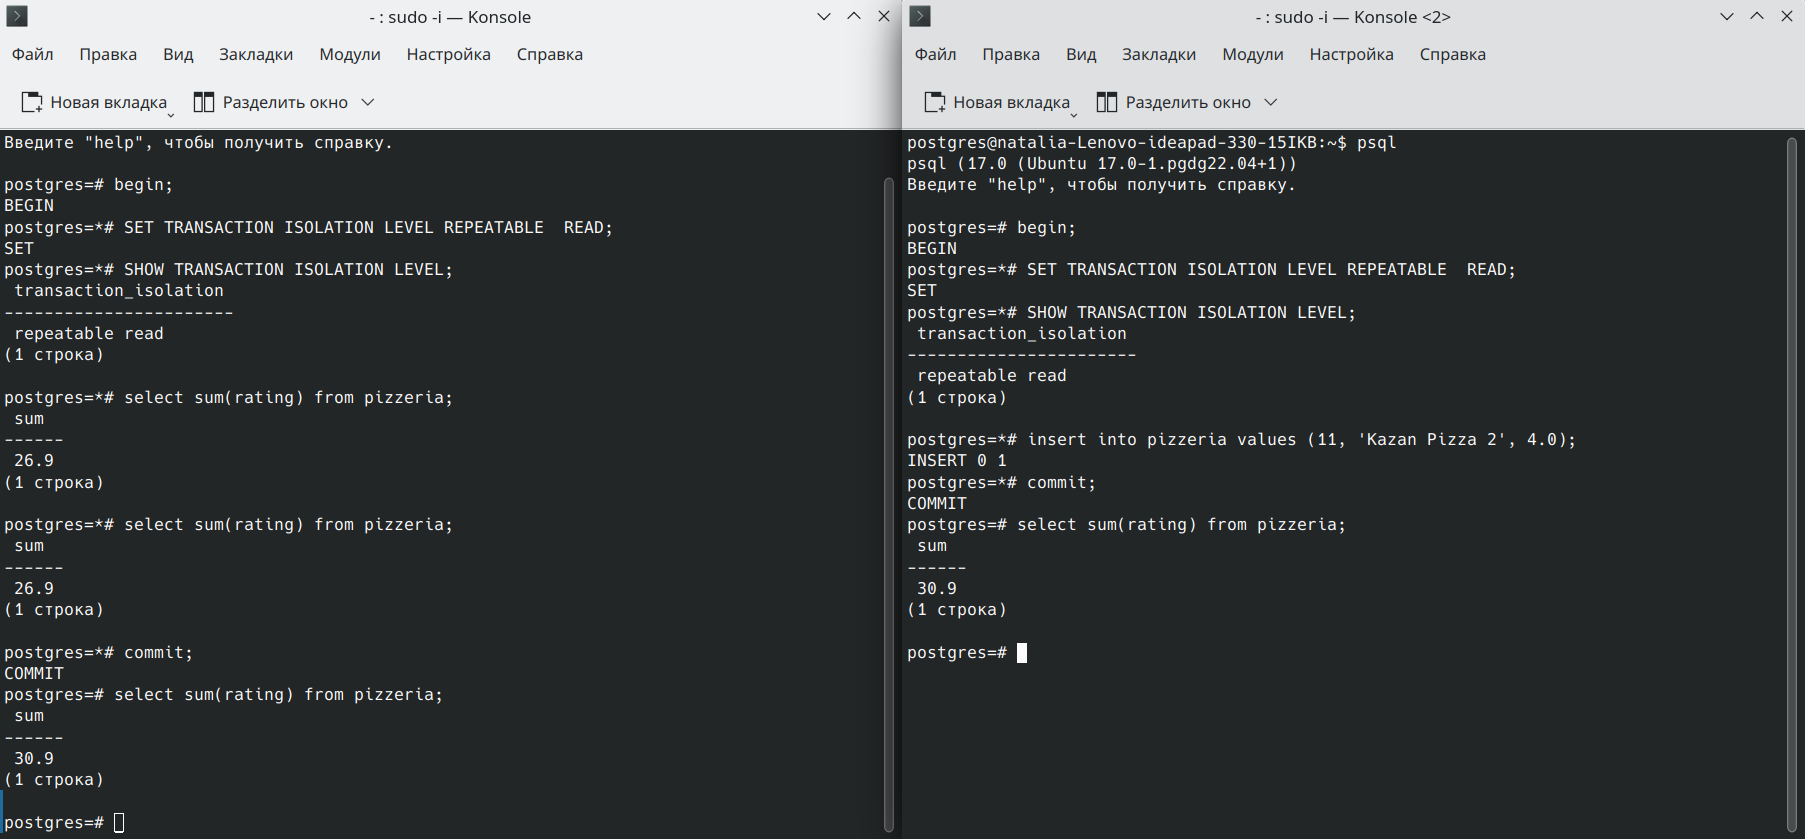 - : sudo -i — Konsole
Файл Правка Вид Закладки Модули Настройка Справка
Новая вкладка Разделить окно
Введите "help", чтобы получить справку.
postgres=# begin;
BEGIN
postgres=*# SET TRANSACTION ISOLATION LEVEL REPEATABLE  READ;
SET
postgres=*# SHOW TRANSACTION ISOLATION LEVEL;
 transaction_isolation
-----------------------
 repeatable read
(1 строка)
postgres=*# select sum(rating) from pizzeria;
 sum
------
 26.9
(1 строка)
postgres=*# select sum(rating) from pizzeria;
 sum
------
 26.9
(1 строка)
postgres=*# commit;
COMMIT
postgres=# select sum(rating) from pizzeria;
 sum
------
 30.9
(1 строка)
postgres=#
- : sudo -i — Konsole <2>
Файл Правка Вид Закладки Модули Настройка Справка
Новая вкладка Разделить окно
postgres@natalia-Lenovo-ideapad-330-15IKB:~$ psql
psql (17.0 (Ubuntu 17.0-1.pgdg22.04+1))
Введите "help", чтобы получить справку.
postgres=# begin;
BEGIN
postgres=*# SET TRANSACTION ISOLATION LEVEL REPEATABLE  READ;
SET
postgres=*# SHOW TRANSACTION ISOLATION LEVEL;
 transaction_isolation
-----------------------
 repeatable read
(1 строка)
postgres=*# insert into pizzeria values (11, 'Kazan Pizza 2', 4.0);
INSERT 0 1
postgres=*# commit;
COMMIT
postgres=# select sum(rating) from pizzeria;
 sum
------
 30.9
(1 строка)
postgres=#